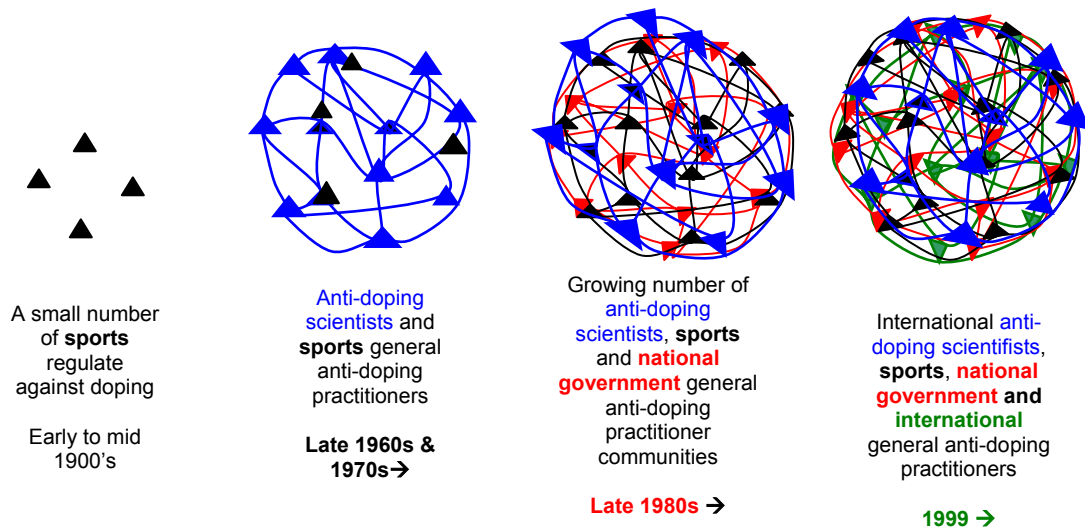 A small number
of sports
regulate
against doping
Early to mid
1900's
Anti-doping
scientists and
sports general
anti-doping
practitioners
Late 1960s &
1970s→
Growing number of
anti-doping
scientists, sports
and national
government general
anti-doping
practitioner
communities
Late 1980s →
International anti-
doping scientifists,
sports, national
government and
international
general anti-doping
practitioners
1999 →